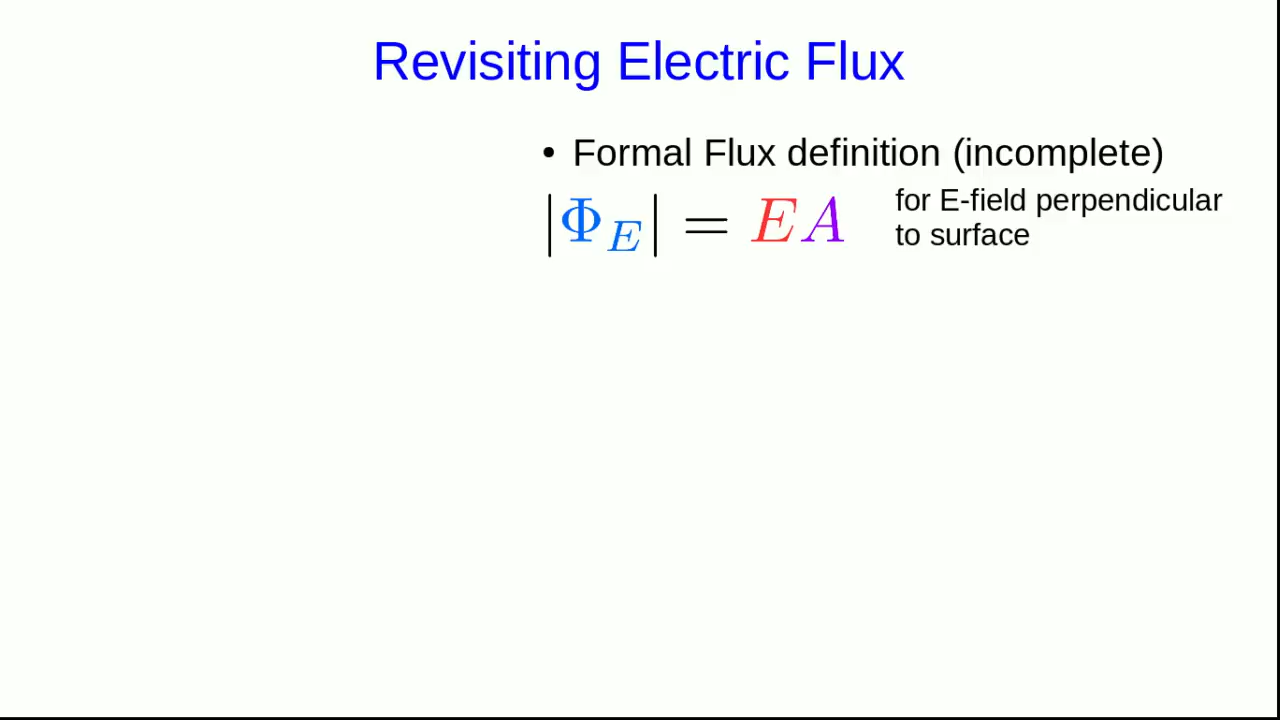 Revisiting Electric Flux
• Formal Flux definition (incomplete)
|Φ_E| = EA
for E-field perpendicular
to surface